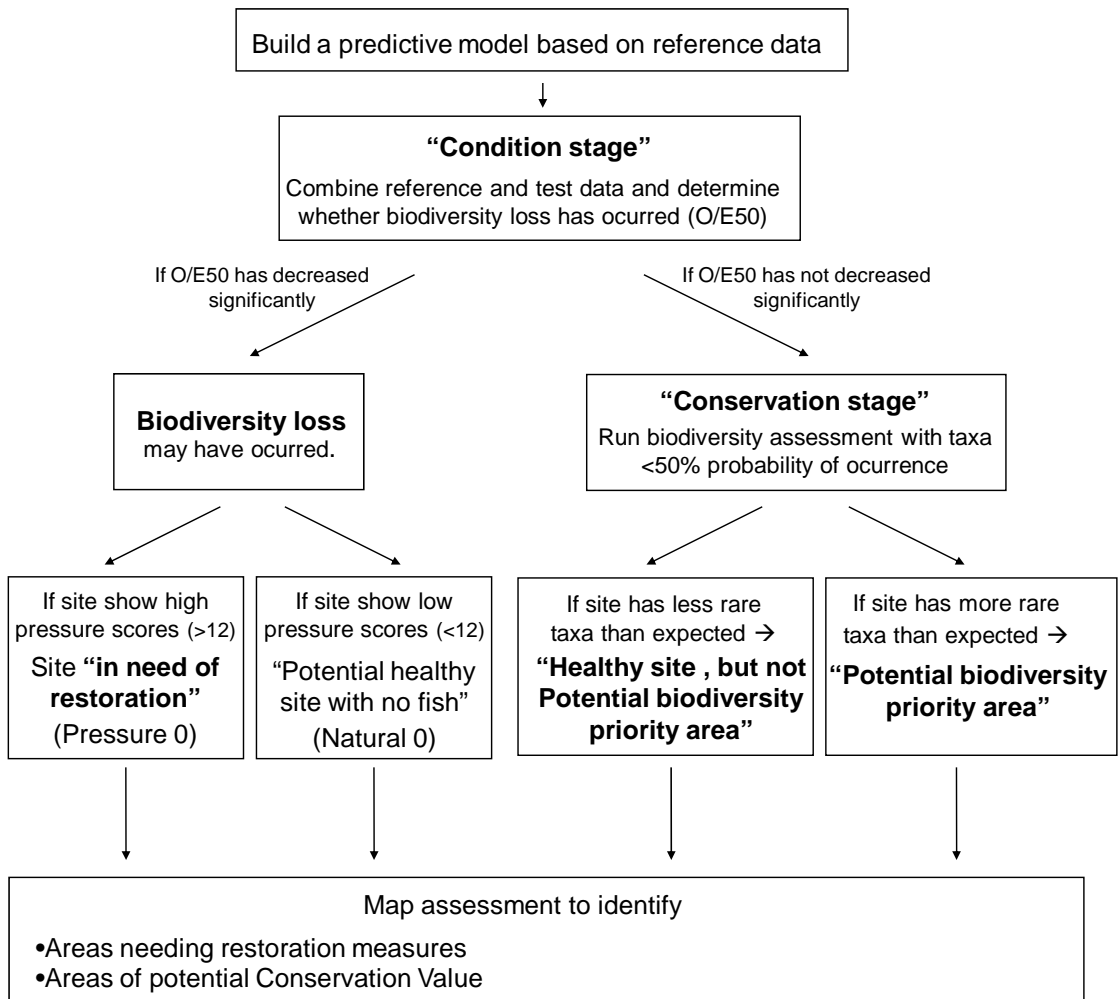 Build a predictive model based on reference data
“Condition stage”
Combine reference and test data and determine
whether biodiversity loss has ocurred (O/E50)
If O/E50 has decreased
significantly
If O/E50 has not decreased
significantly
Biodiversity loss
may have ocurred.
“Conservation stage”
Run biodiversity assessment with taxa
<50% probability of ocurrence
If site show high
pressure scores (>12)
Site “in need of
restoration”
(Pressure 0)
If site show low
pressure scores (<12)
“Potential healthy
site with no fish”
(Natural 0)
If site has less rare
taxa than expected →
“Healthy site , but not
Potential biodiversity
priority area”
If site has more rare
taxa than expected →
“Potential biodiversity
priority area”
Map assessment to identify
•Areas needing restoration measures
•Areas of potential Conservation Value